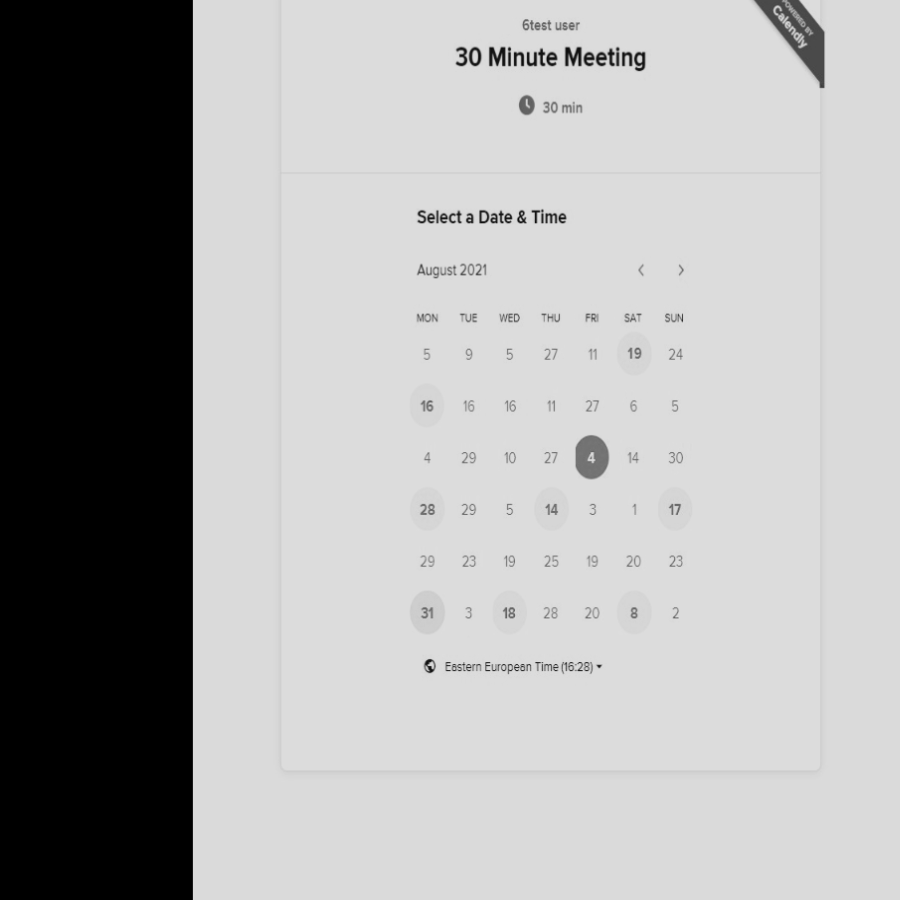 POWERED BY
Calendly
6test user
30 Minute Meeting
30 min
Select a Date & Time
August 2021
MON TUE WED THU FRI SAT SUN
5 9 5 27 11 19 24
16 16 16 11 27 6 5
4 29 10 27 4 14 30
28 29 5 14 3 1 17
29 23 19 25 19 20 23
31 3 18 28 20 8 2
Eastern European Time (16:28)